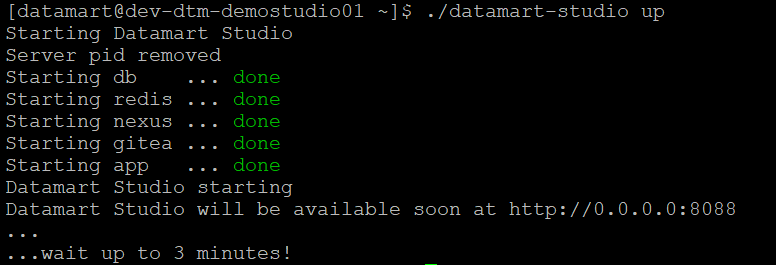 [datamart@dev-dtm-demostudio01 ~]$ ./datamart-studio up
Starting Datamart Studio
Server pid removed
Starting db    ... done
Starting redis ... done
Starting nexus ... done
Starting gitea ... done
Starting app   ... done
Datamart Studio starting
Datamart Studio will be available soon at http://0.0.0.0:8088
...
...wait up to 3 minutes!